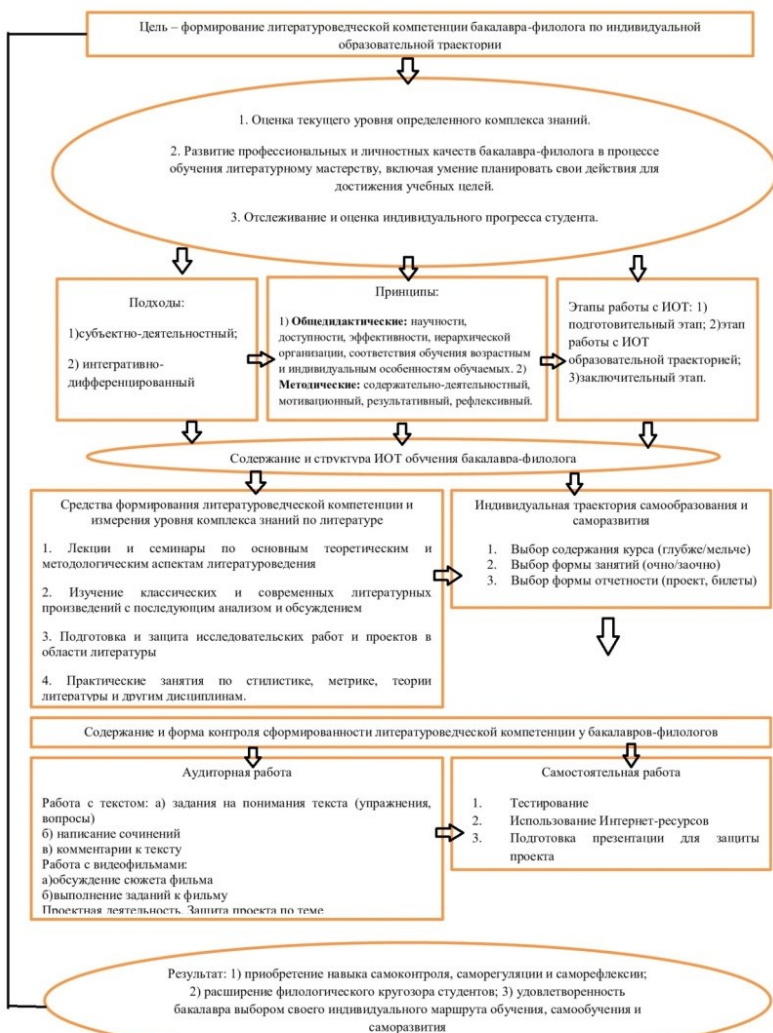 Цель – формирование литературоведческой компетенции бакалавра-филолога по индивидуальной
образовательной траектории
1. Оценка текущего уровня определенного комплекса знаний.
2. Развитие профессиональных и личностных качеств бакалавра-филолога в процессе
обучения литературному мастерству, включая умение планировать свои действия для
достижения учебных целей.
3. Отслеживание и оценка индивидуального прогресса студента.
Подходы:
1)субъектно-деятельностный;
2) интегративно-
дифференцированный
Принципы:
1) Общедидактические: научности,
доступности, эффективности, иерархической
организации, соответствия обучения возрастным
и индивидуальным особенностям обучаемых. 2)
Методические: содержательно-деятельностный,
мотивационный, результативный, рефлексивный.
Этапы работы с ИОТ: 1)
подготовительный этап; 2)этап
работы с ИОТ
образовательной траекторией;
3)заключительный этап.
Содержание и структура ИОТ обучения бакалавра-филолога
Средства формирования литературоведческой компетенции и
измерения уровня комплекса знаний по литературе
1. Лекции и семинары по основным теоретическим и
методологическим аспектам литературоведения
2. Изучение классических и современных литературных
произведений с последующим анализом и обсуждением
3. Подготовка и защита исследовательских работ и проектов в
области литературы
4. Практические занятия по стилистике, метрике, теории
литературы и другим дисциплинам.
Индивидуальная траектория самообразования и
саморазвития
1. Выбор содержания курса (глубже/мельче)
2. Выбор формы занятий (очно/заочно)
3. Выбор формы отчетности (проект, билеты)
Содержание и форма контроля сформированности литературоведческой компетенции у бакалавров-филологов
Аудиторная работа
Работа с текстом: а) задания на понимания текста (упражнения,
вопросы)
б) написание сочинений
в) комментарии к тексту
Работа с видеофильмами:
а)обсуждение сюжета фильма
б)выполнение заданий к фильму
Проектная деятельность. Защита проекта по теме
Самостоятельная работа
1. Тестирование
2. Использование Интернет-ресурсов
3. Подготовка презентации для защиты
проекта
Результат: 1) приобретение навыка самоконтроля, саморегуляции и саморефлексии;
2) расширение филологического кругозора студентов; 3) удовлетворенность
бакалавра выбором своего индивидуального маршрута обучения, самообучения и
саморазвития